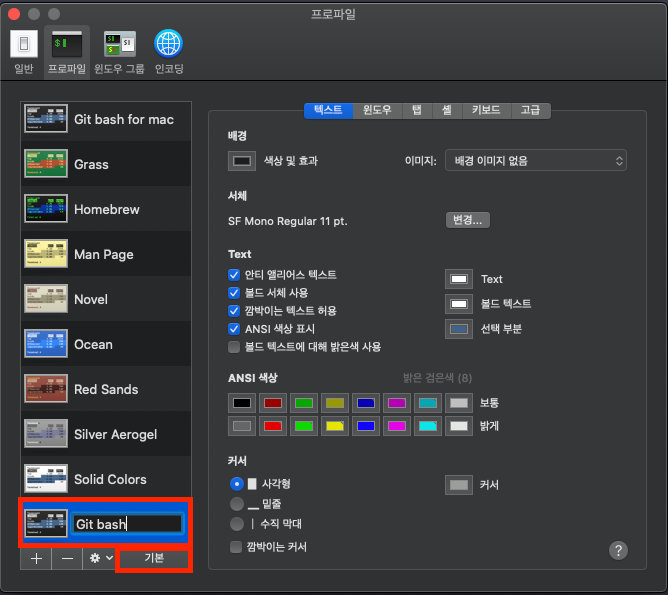 프로파일
일반 프로파일 윈도우 그룹 인코딩
Git bash for mac
Grass
Homebrew
Man Page
Novel
Ocean
Red Sands
Silver Aerogel
Solid Colors
Git bash
기본
텍스트 윈도우 탭 셸 키보드 고급
배경
색상 및 효과 이미지: 배경 이미지 없음
서체
SF Mono Regular 11 pt. 변경...
Text
안티 앨리어스 텍스트 Text
볼드 서체 사용
깜박이는 텍스트 허용 볼드 텍스트
ANSI 색상 표시 선택 부분
볼드 텍스트에 대해 밝은색 사용
ANSI 색상 밝은 검은색 (8)
보통
밝게
커서
사각형 커서
밑줄
수직 막대
깜박이는 커서
?